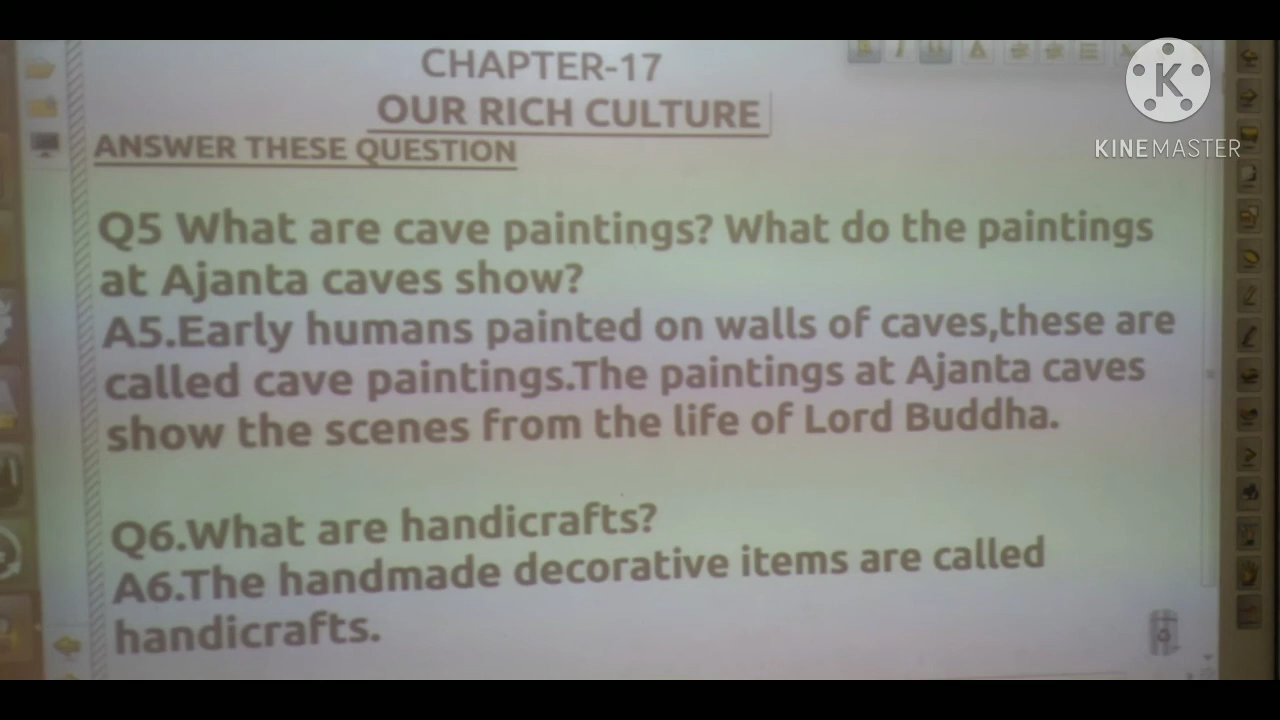 CHAPTER-17
OUR RICH CULTURE
ANSWER THESE QUESTION
Q5 What are cave paintings? What do the paintings
at Ajanta caves show?
A5.Early humans painted on walls of caves,these are
called cave paintings.The paintings at Ajanta caves
show the scenes from the life of Lord Buddha.
Q6.What are handicrafts?
A6.The handmade decorative items are called
handicrafts.
K
KINEMASTER